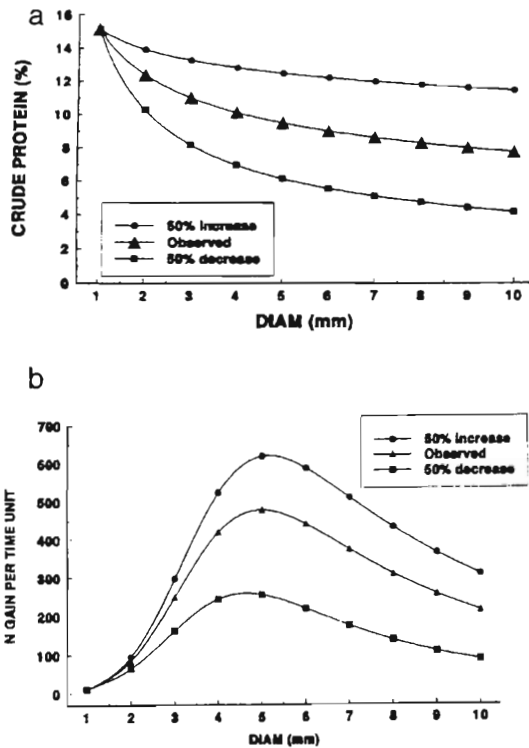 a
16
14
12
10
8
6
4
2
0
CRUDE PROTEIN (%)
50% increase
Observed
50% decrease
1 2 3 4 5 6 7 8 9 10
DIAM (mm)
b
700
600
500
400
300
200
100
0
N GAIN PER TIME UNIT
50% increase
Observed
50% decrease
1 2 3 4 5 6 7 8 9 10
DIAM (mm)